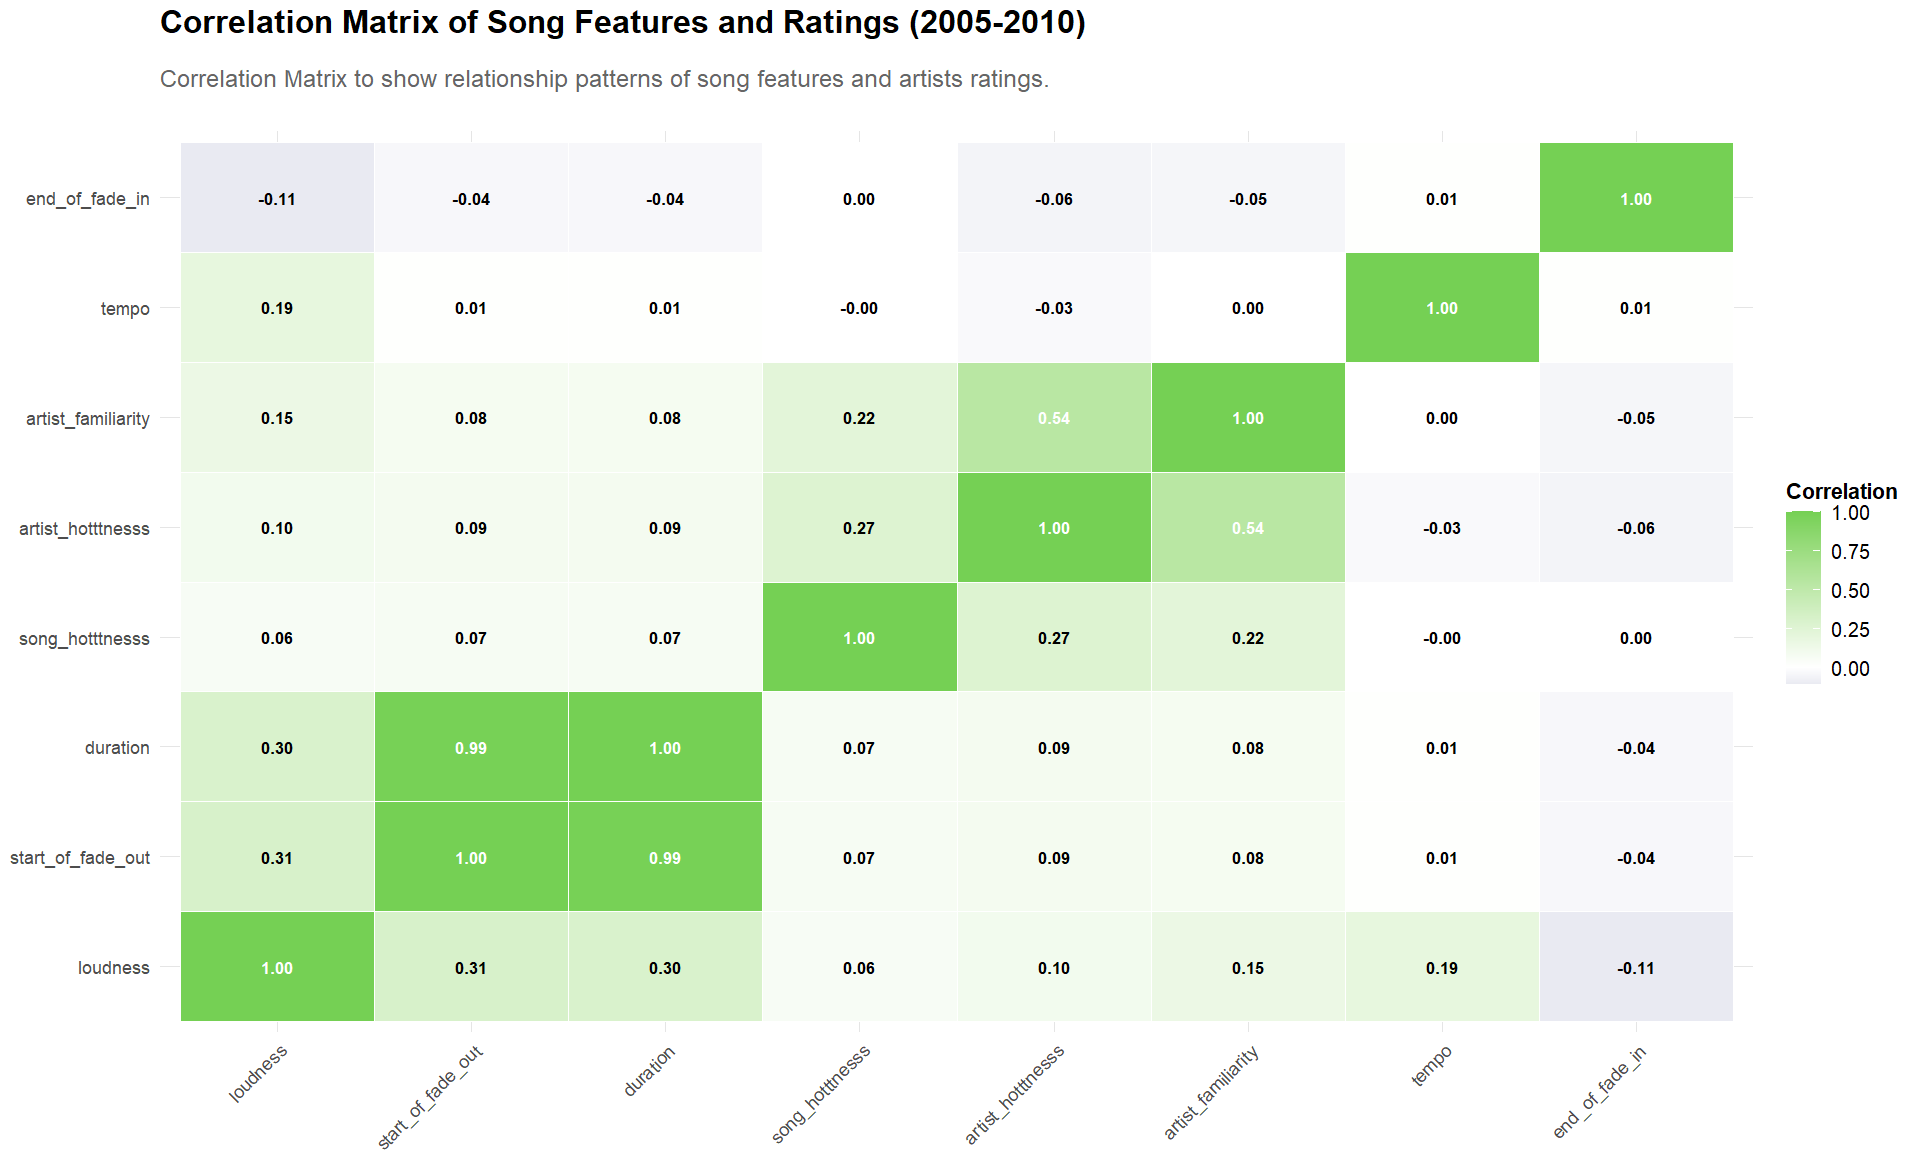 Correlation Matrix of Song Features and Ratings (2005-2010)
Correlation Matrix to show relationship patterns of song features and artists ratings.
end_of_fade_in -0.11 -0.04 -0.04 0.00 -0.06 -0.05 0.01 1.00
tempo 0.19 0.01 0.01 -0.00 -0.03 0.00 1.00 0.01
artist_familiarity 0.15 0.08 0.08 0.22 0.54 1.00 0.00 -0.05
artist_hotttnesss 0.10 0.09 0.09 0.27 1.00 0.54 -0.03 -0.06
song_hotttnesss 0.06 0.07 0.07 1.00 0.27 0.22 -0.00 0.00
duration 0.30 0.99 1.00 0.07 0.09 0.08 0.01 -0.04
start_of_fade_out 0.31 1.00 0.99 0.07 0.09 0.08 0.01 -0.04
loudness 1.00 0.31 0.30 0.06 0.10 0.15 0.19 -0.11
loudness start_of_fade_out duration song_hotttnesss artist_hotttnesss artist_familiarity tempo end_of_fade_in
Correlation
1.00
0.75
0.50
0.25
0.00